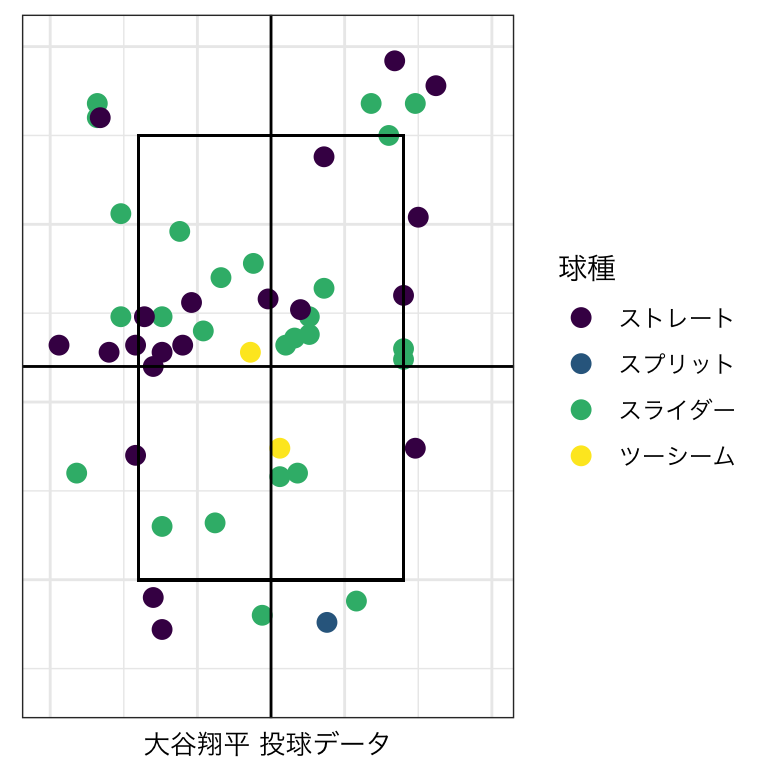 球種
ストレート
スプリット
スライダー
ツーシーム
大谷翔平 投球データ